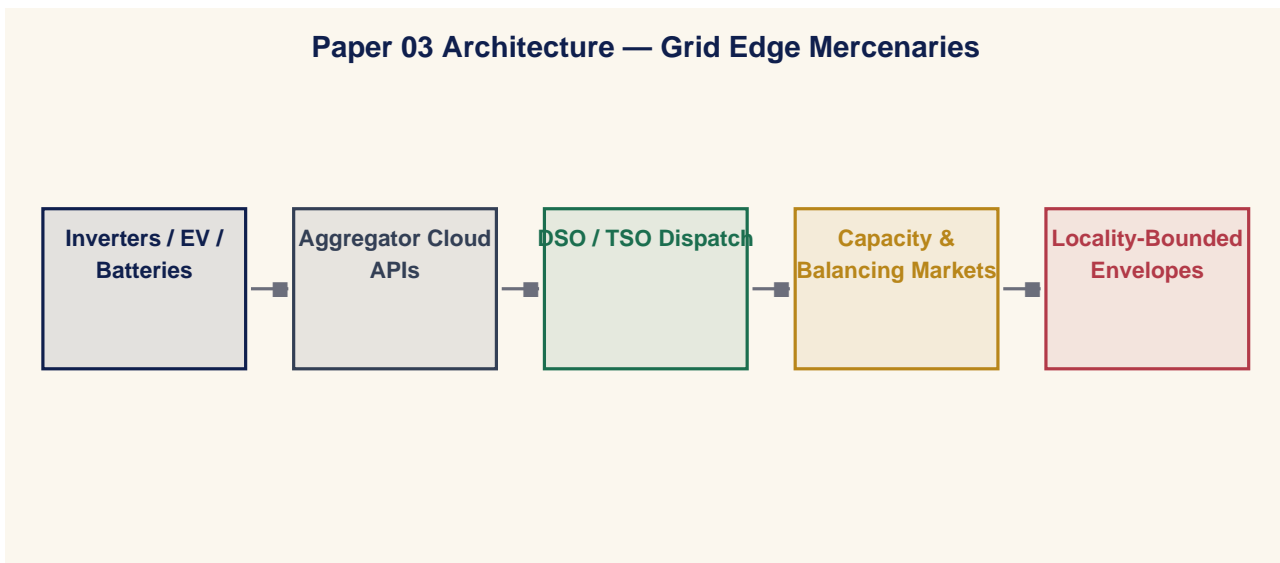 Paper 03 Architecture — Grid Edge Mercenaries
Inverters / EV /
Batteries
Aggregator Cloud
APIs
DSO / TSO Dispatch
Capacity &
Balancing Markets
Locality-Bounded
Envelopes